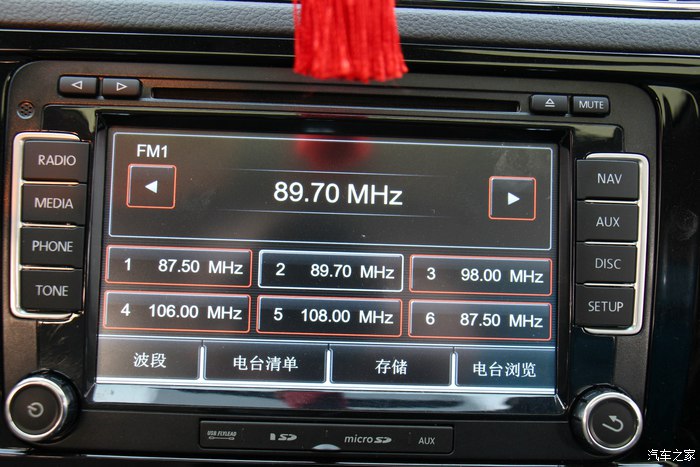 MUTE
RADIO
MEDIA
PHONE
TONE
FM1
89.70 MHz
1 87.50 MHz
2 89.70 MHz
3 98.00 MHz
4 106.00 MHz
5 108.00 MHz
6 87.50 MHz
波段 电台清单 存储 电台浏览
NAV
AUX
DISC
SETUP
USB FLYLEAD SD micro SD AUX
汽车之家